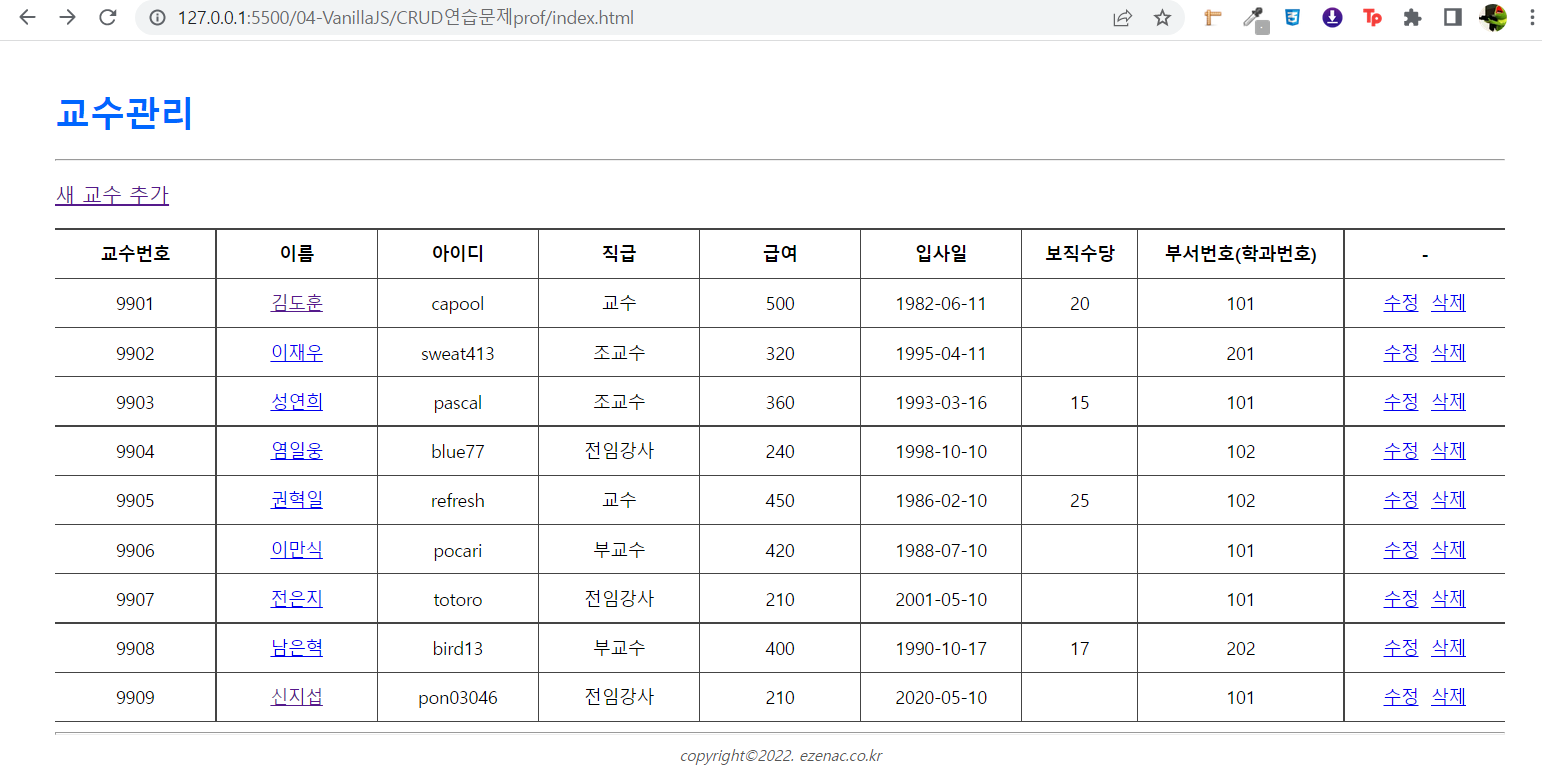 127.0.0.1:5500/04-VanillaJS/CRUD연습문제prof/index.html
교수관리
새 교수 추가
교수번호 이름 아이디 직급 급여 입사일 보직수당 부서번호(학과번호) -
9901 김도훈 capool 교수 500 1982-06-11 20 101 수정 삭제
9902 이재우 sweat413 조교수 320 1995-04-11 201 수정 삭제
9903 성연희 pascal 조교수 360 1993-03-16 15 101 수정 삭제
9904 염일웅 blue77 전임강사 240 1998-10-10 102 수정 삭제
9905 권혁일 refresh 교수 450 1986-02-10 25 102 수정 삭제
9906 이만식 pocari 부교수 420 1988-07-10 101 수정 삭제
9907 전은지 totoro 전임강사 210 2001-05-10 101 수정 삭제
9908 남은혁 bird13 부교수 400 1990-10-17 17 202 수정 삭제
9909 신지섭 pon03046 전임강사 210 2020-05-10 101 수정 삭제
copyright©2022. ezenac.co.kr